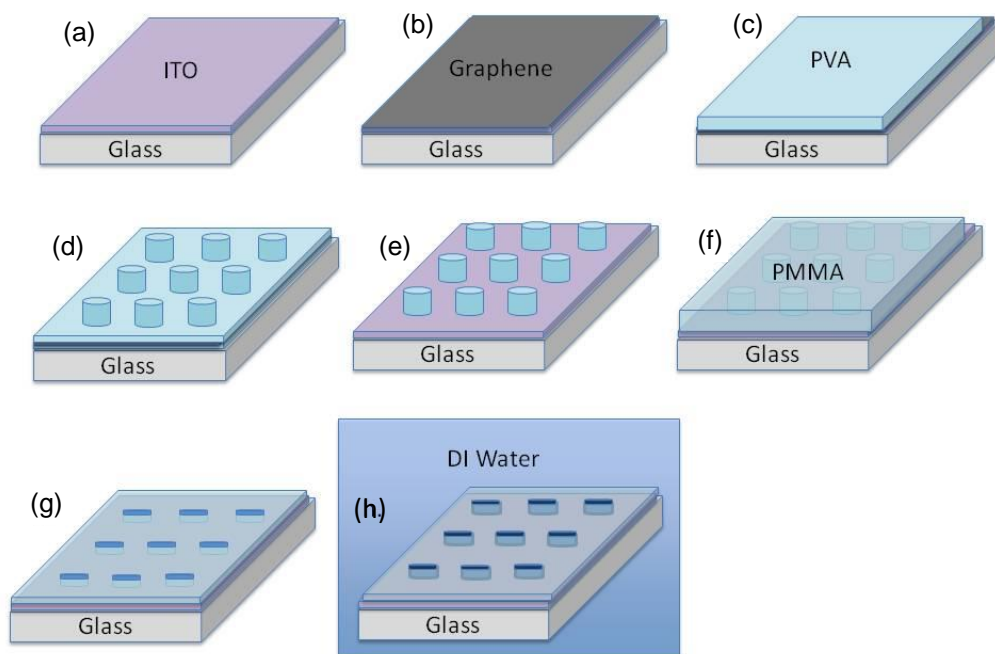 (a)
ITO
Glass
(b)
Graphene
Glass
(c)
PVA
Glass
(d)
Glass
(e)
Glass
(f)
PMMA
Glass
(g)
Glass
DI Water
(h.)
Glass